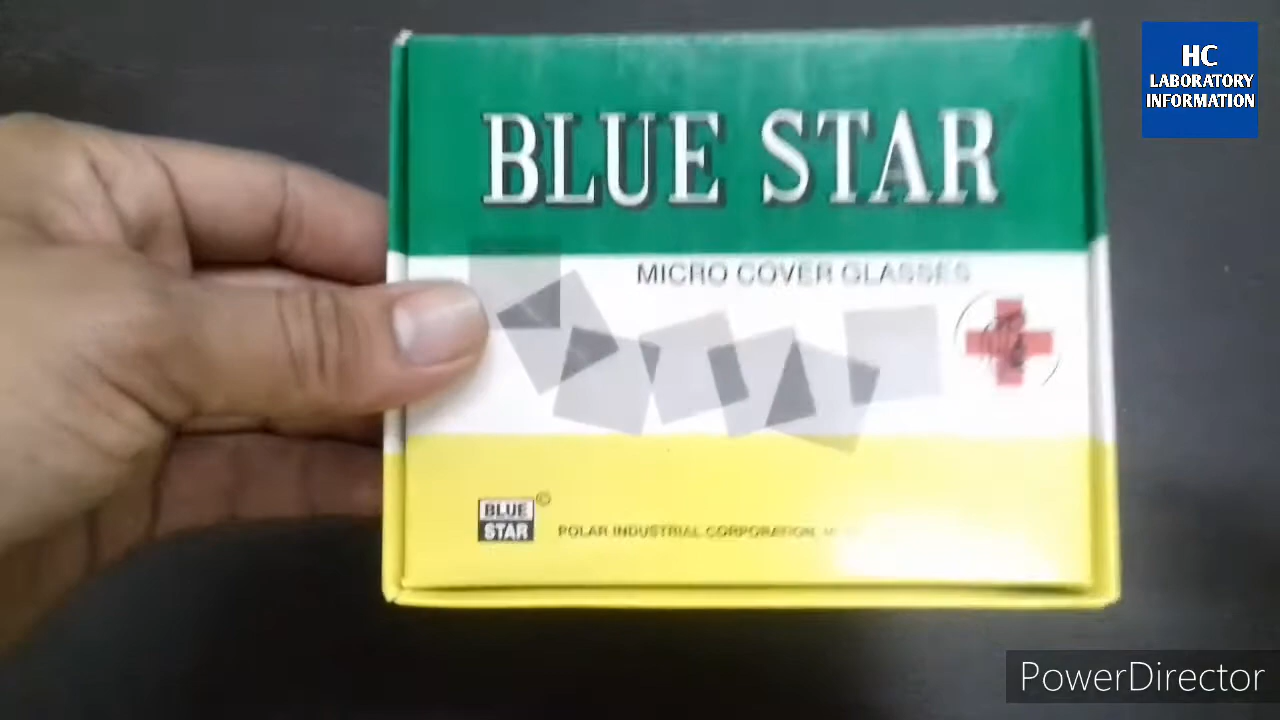 HC
LABORATORY
INFORMATION
BLUE STAR
MICRO COVER GLASSES
BLUE
STAR
©
POLAR INDUSTRIAL CORPORATION,
PowerDirector